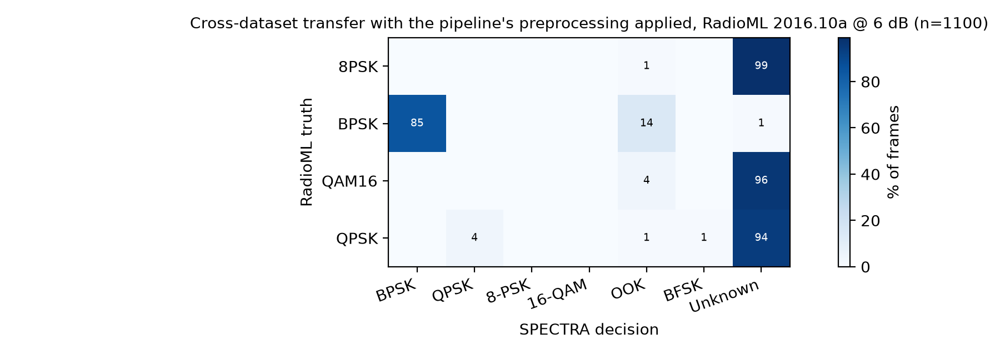 Cross-dataset transfer with the pipeline's preprocessing applied, RadioML 2016.10a @ 6 dB (n=1100)
RadioML truth
8PSK 1 99
BPSK 85 14 1
QAM16 4 96
QPSK 4 1 1 94
BPSK QPSK 8-PSK 16-QAM OOK BFSK Unknown
SPECTRA decision
80
60
40
20
0
% of frames